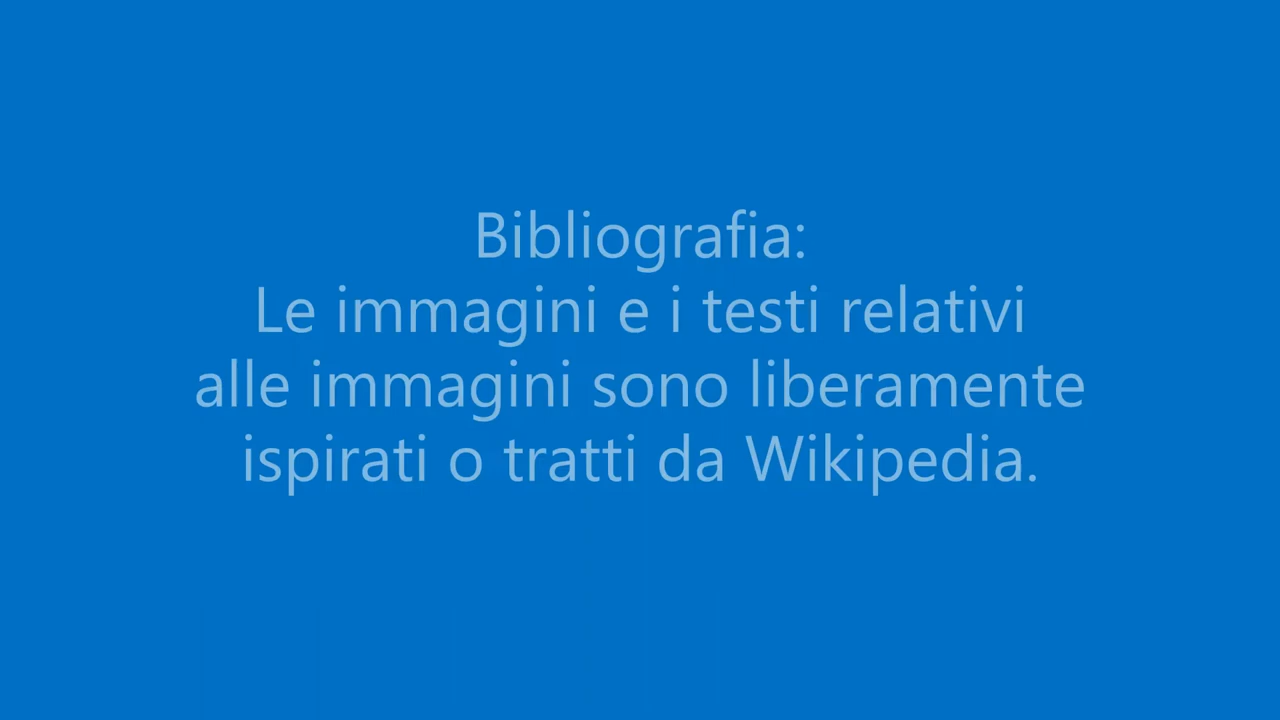 Bibliografia:
Le immagini e i testi relativi
alle immagini sono liberamente
ispirati o tratti da Wikipedia.